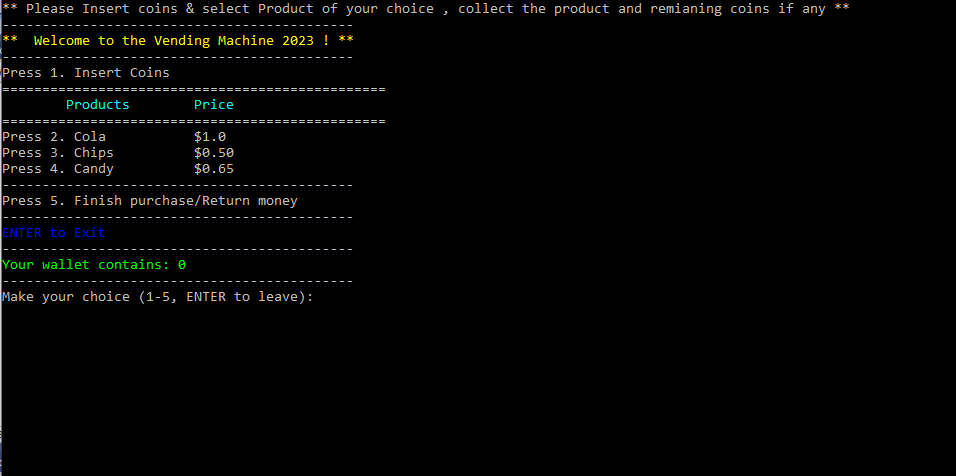 ** Please Insert coins & select Product of your choice , collect the product and remianing coins if any **
--------------------------------------------
**  Welcome to the Vending Machine 2023 ! **
--------------------------------------------
Press 1. Insert Coins
================================================
        Products        Price
================================================
Press 2. Cola           $1.0
Press 3. Chips          $0.50
Press 4. Candy          $0.65
--------------------------------------------
Press 5. Finish purchase/Return money
--------------------------------------------
ENTER to Exit
--------------------------------------------
Your wallet contains: 0
--------------------------------------------
Make your choice (1-5, ENTER to leave):